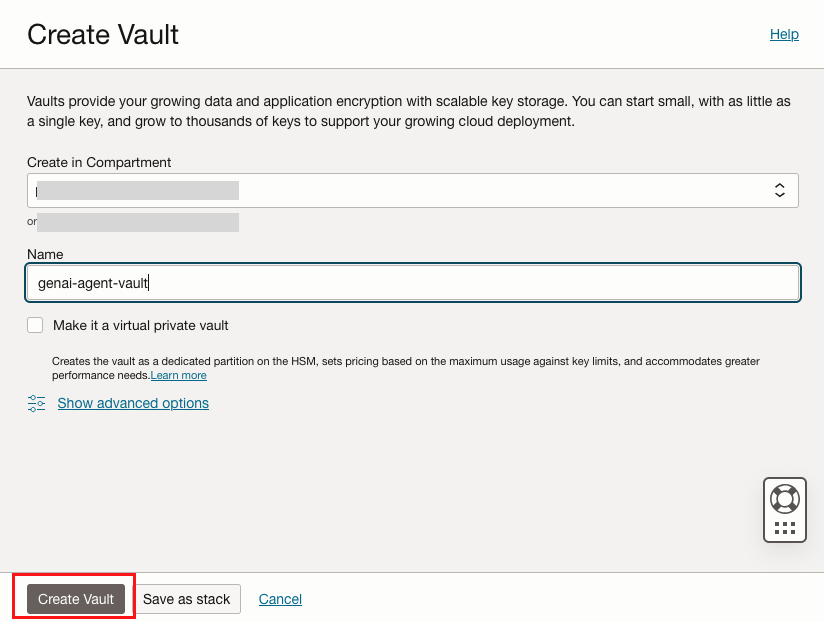 Create Vault
Help
Vaults provide your growing data and application encryption with scalable key storage. You can start small, with as little as
a single key, and grow to thousands of keys to support your growing cloud deployment.
Create in Compartment
or
Name
genai-agent-vault
Make it a virtual private vault
Creates the vault as a dedicated partition on the HSM, sets pricing based on the maximum usage against key limits, and accommodates greater
performance needs.Learn more
Show advanced options
Create Vault
Save as stack
Cancel